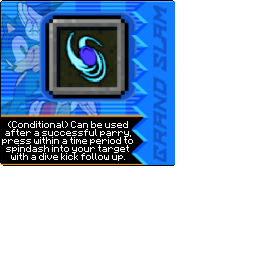 GRAND SLAM
(Conditional) Can be used
after a successful parry,
press within a time period to
spindash into your target
with a dive kick follow up.